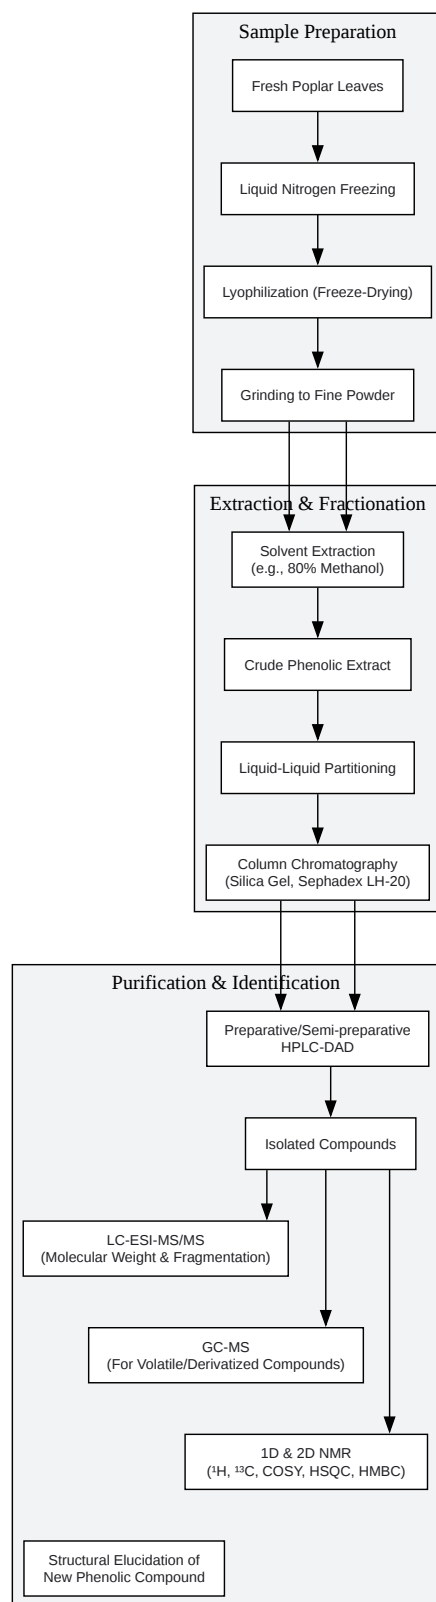 Sample Preparation
Fresh Poplar Leaves
Liquid Nitrogen Freezing
Lyophilization (Freeze-Drying)
Grinding to Fine Powder
Extraction & Fractionation
Solvent Extraction
(e.g., 80% Methanol)
Crude Phenolic Extract
Liquid-Liquid Partitioning
Column Chromatography
(Silica Gel, Sephadex LH-20)
Purification & Identification
Preparative/Semi-preparative
HPLC-DAD
Isolated Compounds
LC-ESI-MS/MS
(Molecular Weight & Fragmentation)
GC-MS
(For Volatile/Derivatized Compounds)
1D & 2D NMR
(¹H, ¹³C, COSY, HSQC, HMBC)
Structural Elucidation of
New Phenolic Compound